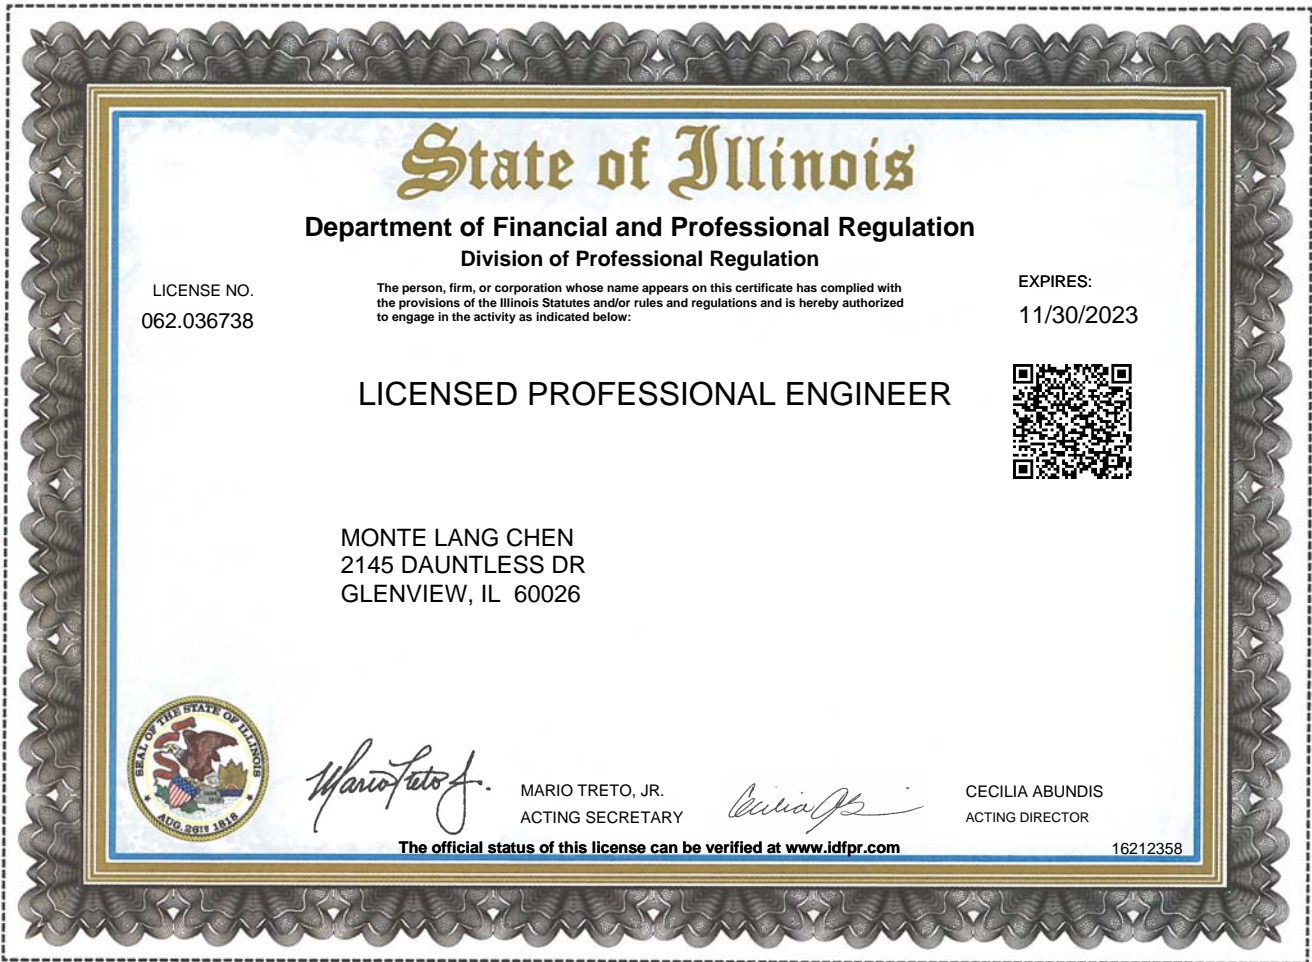 State of Illinois
Department of Financial and Professional Regulation
Division of Professional Regulation
LICENSE NO.
062.036738
The person, firm, or corporation whose name appears on this certificate has complied with
the provisions of the Illinois Statutes and/or rules and regulations and is hereby authorized
to engage in the activity as indicated below:
EXPIRES:
11/30/2023
LICENSED PROFESSIONAL ENGINEER
MONTE LANG CHEN
2145 DAUNTLESS DR
GLENVIEW, IL  60026
SEAL OF THE STATE OF ILLINOIS
AUG. 26TH 1818
Mario Treto Jr.
MARIO TRETO, JR.
ACTING SECRETARY
CECILIA ABUNDIS
ACTING DIRECTOR
The official status of this license can be verified at www.idfpr.com
16212358